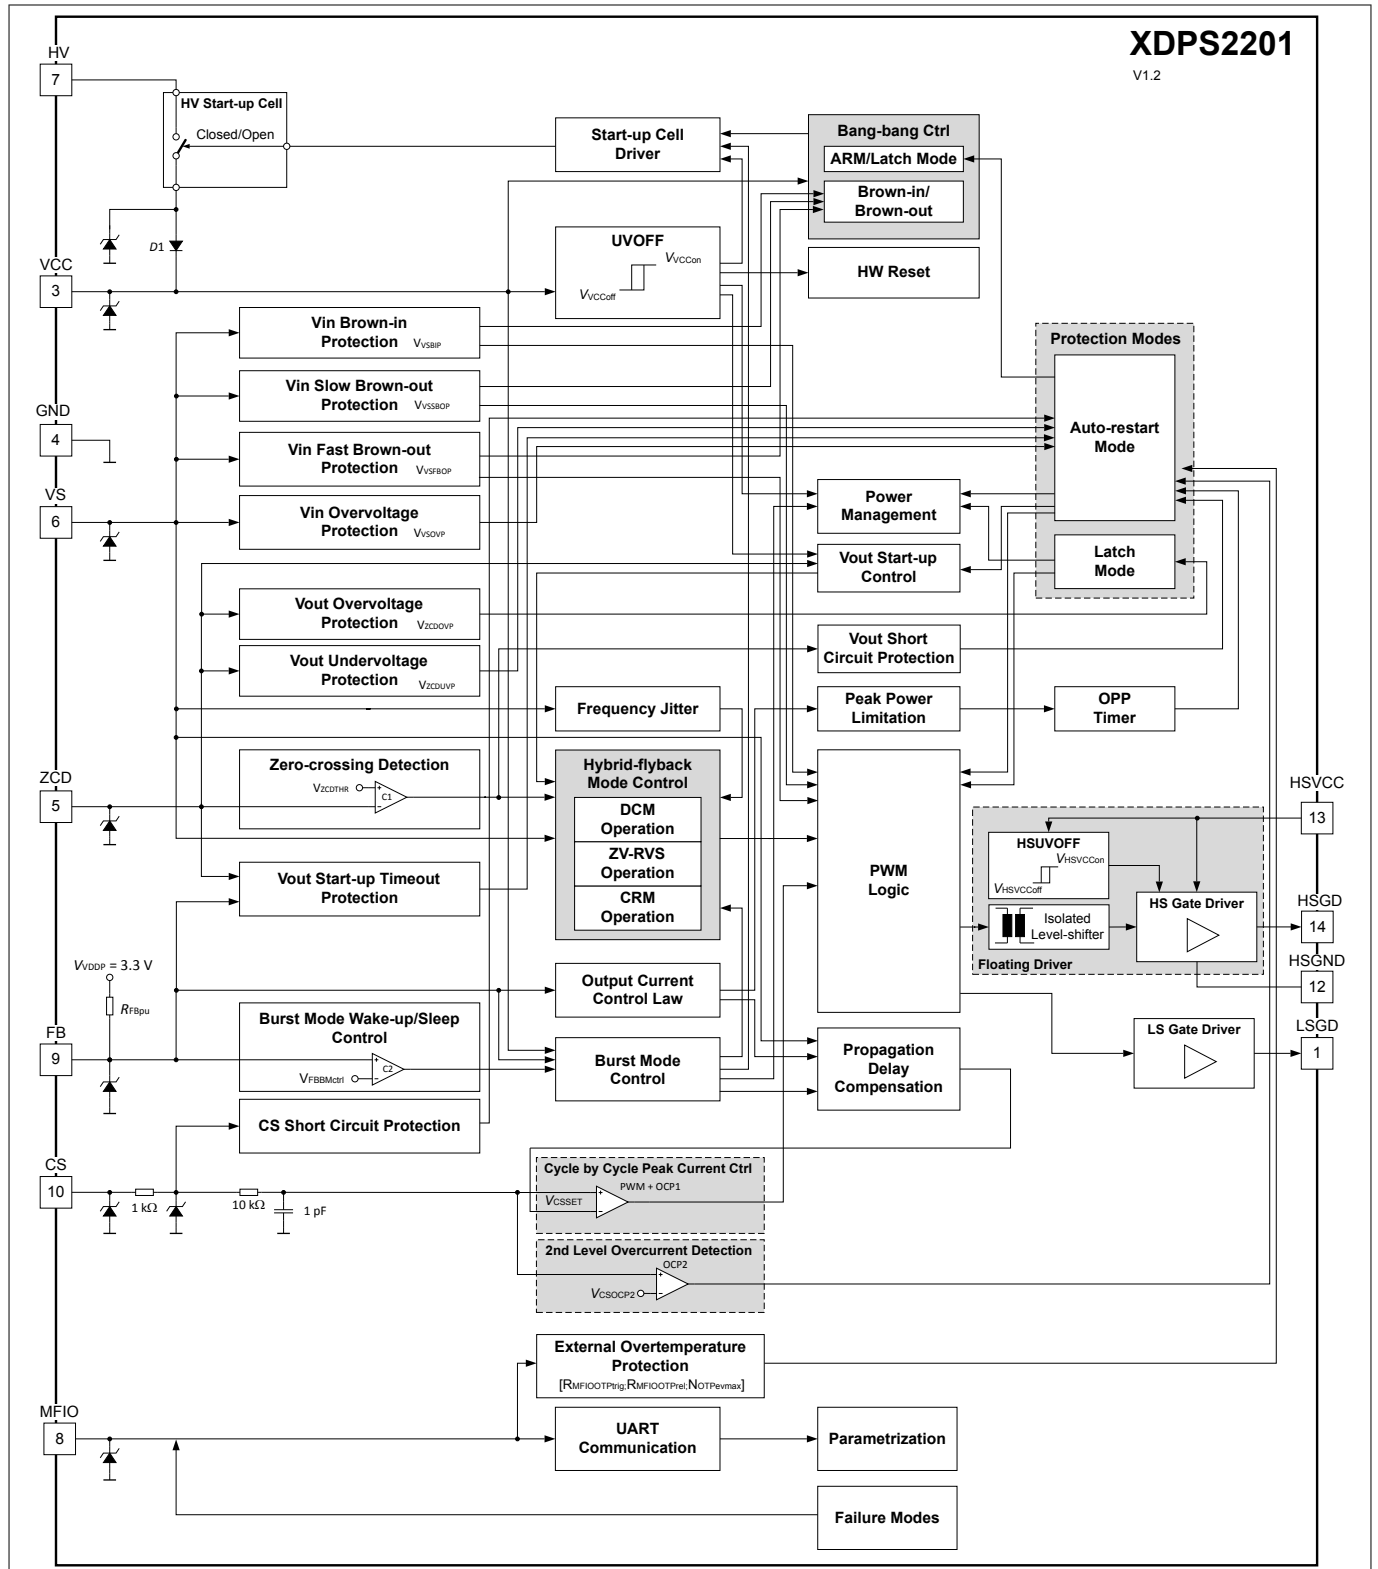 XDPS2201
V1.2
HV
7
HV Start-up Cell
Closed/Open
Start-up Cell
Driver
Bang-bang Ctrl
ARM/Latch Mode
Brown-in/
Brown-out
D1
VCC
3
UVOFF
VVCCon
VVCCoff
HW Reset
Vin Brown-in
Protection VVSBIP
Vin Slow Brown-out
Protection VVSSBOP
Vin Fast Brown-out
Protection VVSFBOP
Vin Overvoltage
Protection VVSOVP
GND
4
VS
6
Protection Modes
Auto-restart
Mode
Latch
Mode
Power
Management
Vout Start-up
Control
Vout Overvoltage
Protection VZCDOVP
Vout Undervoltage
Protection VZCDUVP
Vout Short
Circuit Protection
Frequency Jitter
Peak Power
Limitation
OPP
Timer
ZCD
5
Zero-crossing Detection
VZCDTHR
+
C1
−
Hybrid-flyback
Mode Control
DCM
Operation
ZV-RVS
Operation
CRM
Operation
PWM
Logic
HSVCC
13
HSUVOFF
VHSVCCon
VHSVCCoff
Isolated
Level-shifter
HS Gate Driver
Floating Driver
HSGD
14
HSGND
12
Vout Start-up Timeout
Protection
VVDDP = 3.3 V
RFBpu
Output Current
Control Law
LS Gate Driver
LSGD
1
FB
9
Burst Mode Wake-up/Sleep
Control
+
C2
−
VFBBMctrl
Burst Mode
Control
Propagation
Delay
Compensation
CS Short Circuit Protection
CS
10
1 kΩ
10 kΩ
1 pF
Cycle by Cycle Peak Current Ctrl
PWM + OCP1
+
VCSSET
−
2nd Level Overcurrent Detection
OCP2
+
VCSOCP2
−
External Overtemperature
Protection
[RMFIOOTPtrig;RMFIOOTPrel;NOTPevmax]
MFIO
8
UART
Communication
Parametrization
Failure Modes